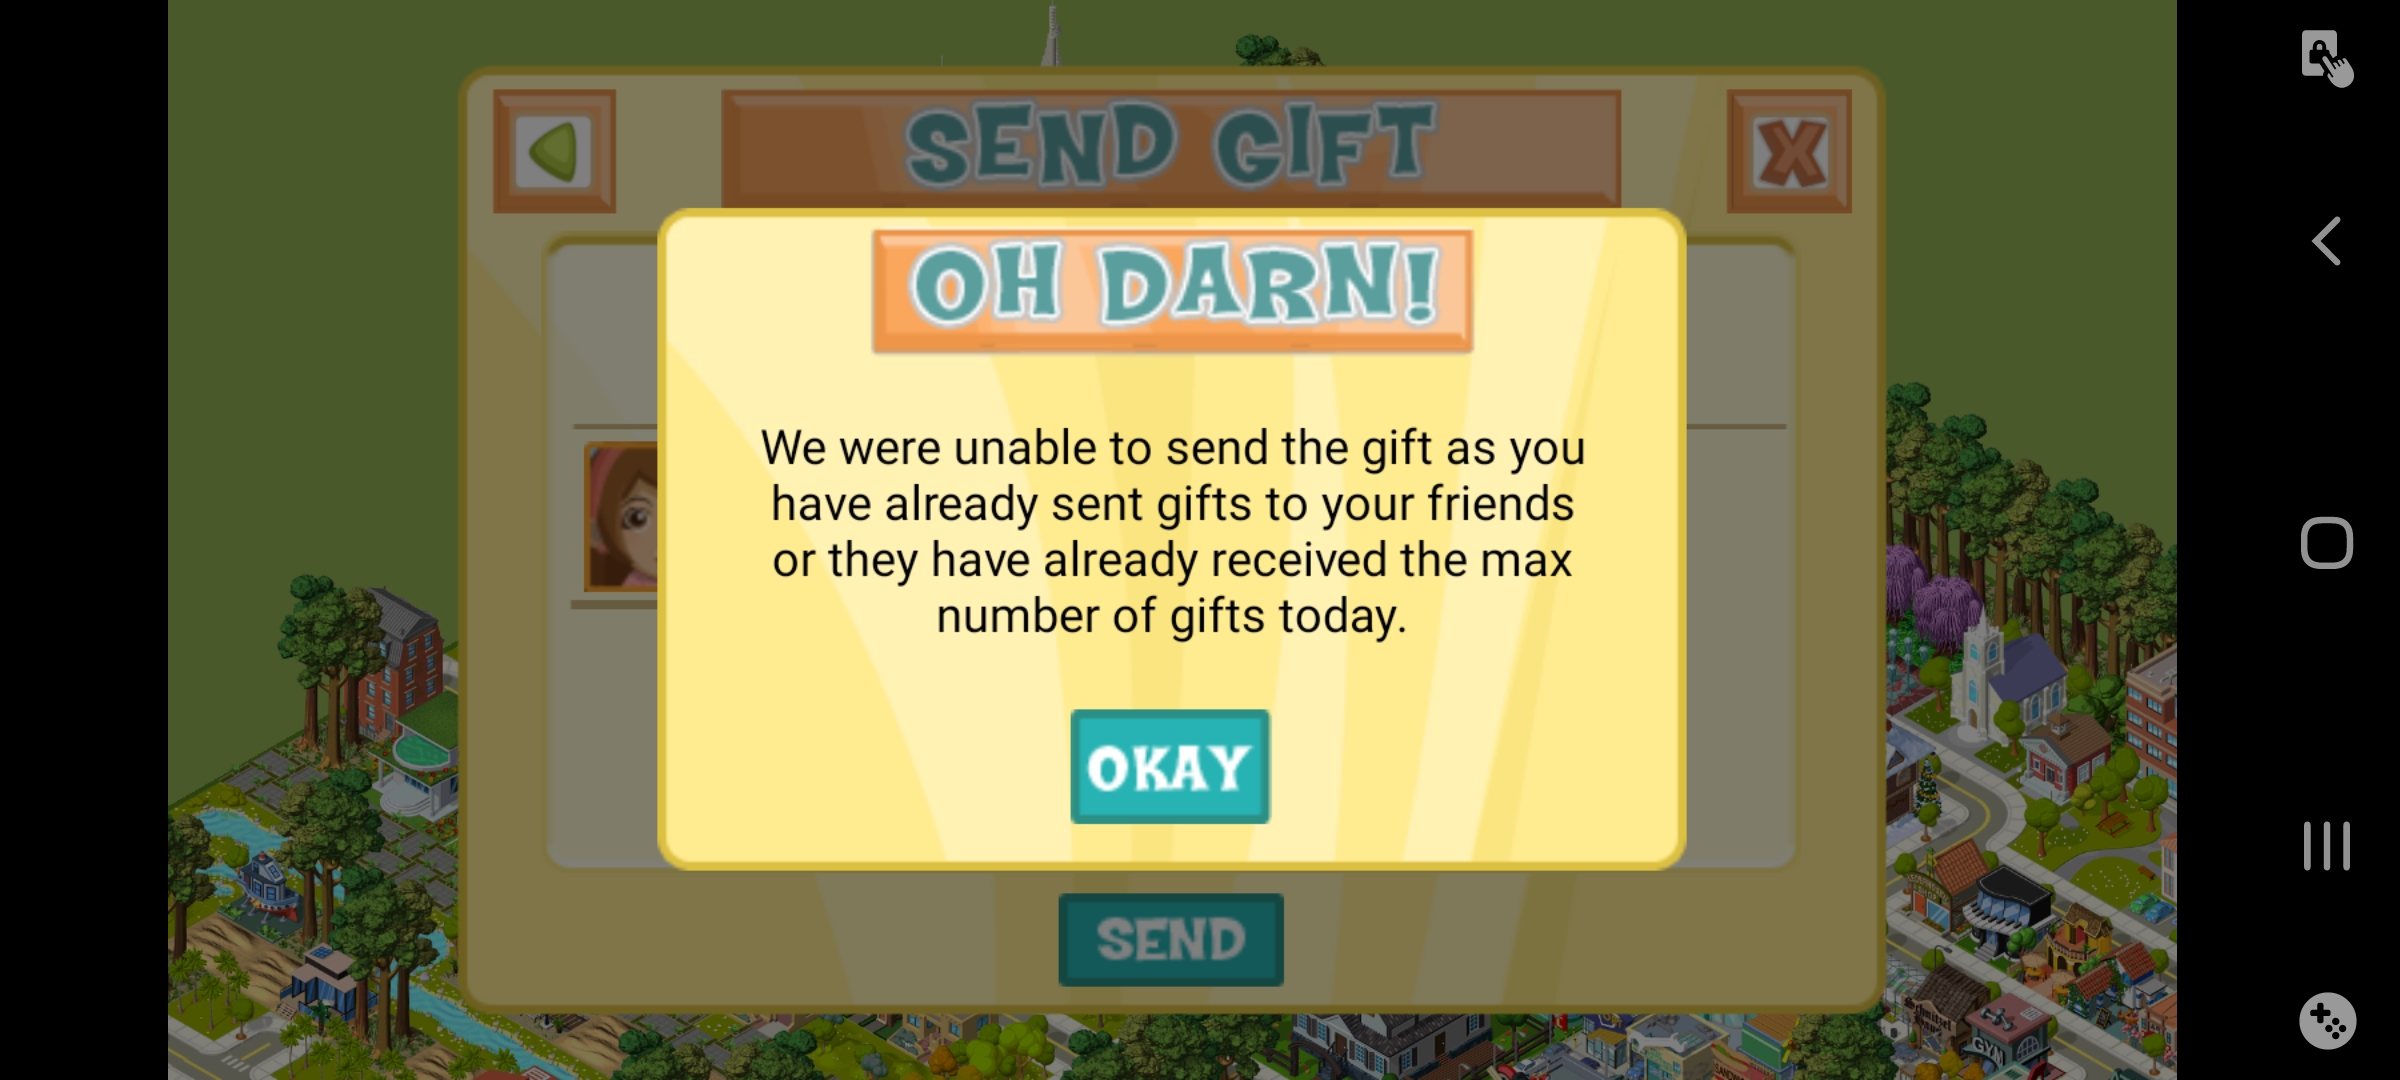 SEND GIFT
OH DARN!
We were unable to send the gift as you
have already sent gifts to your friends
or they have already received the max
number of gifts today.
OKAY
SEND
GYM